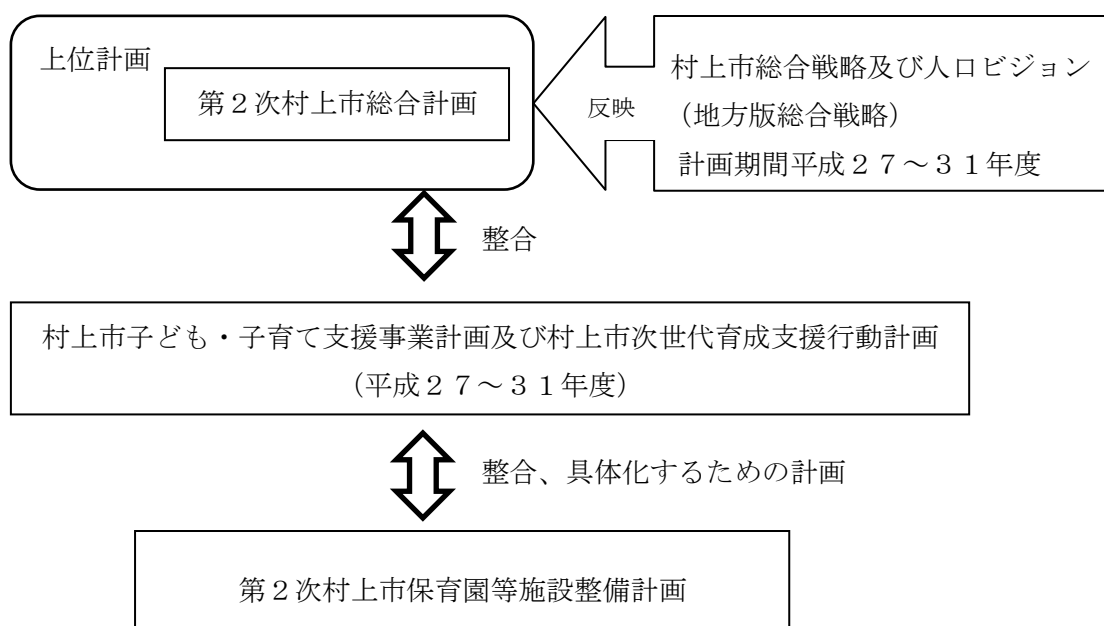 上位計画
第２次村上市総合計画
反映
村上市総合戦略及び人口ビジョン
（地方版総合戦略）
計画期間平成２７～３１年度
整合
村上市子ども・子育て支援事業計画及び村上市次世代育成支援行動計画
（平成２７～３１年度）
整合、具体化するための計画
第２次村上市保育園等施設整備計画